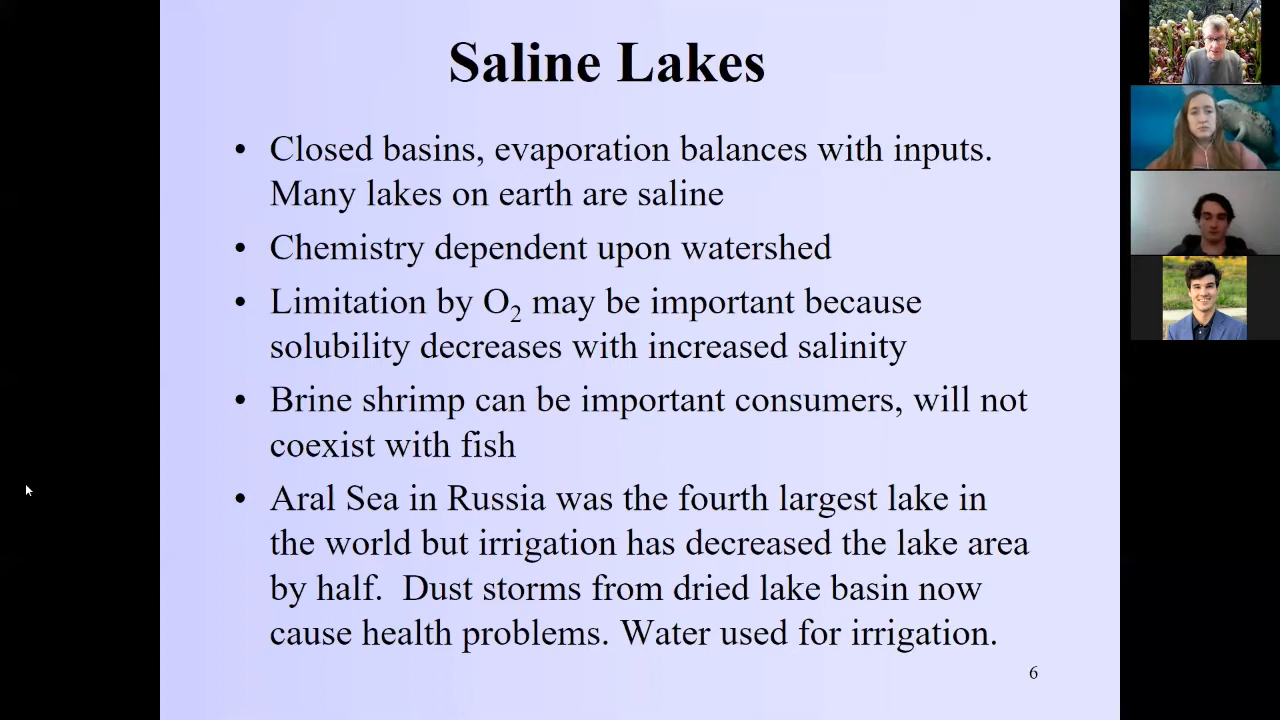 Saline Lakes
• Closed basins, evaporation balances with inputs.
Many lakes on earth are saline
• Chemistry dependent upon watershed
• Limitation by O₂ may be important because
solubility decreases with increased salinity
• Brine shrimp can be important consumers, will not
coexist with fish
• Aral Sea in Russia was the fourth largest lake in
the world but irrigation has decreased the lake area
by half.  Dust storms from dried lake basin now
cause health problems. Water used for irrigation.
6